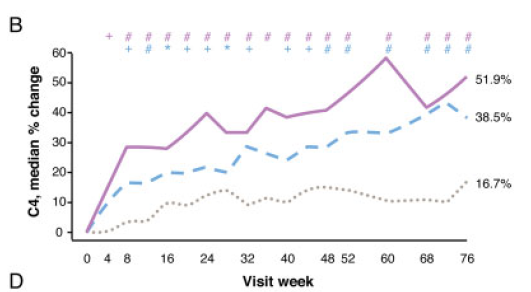 B
+ # # # # # # # # # # # # # # # #
+ # * + + * + + + # # # # # #
60
50
40
30
20
10
0
C4, median % change
51.9%
38.5%
16.7%
0 4 8 16 24 32 40 48 52 60 68 76
Visit week
D